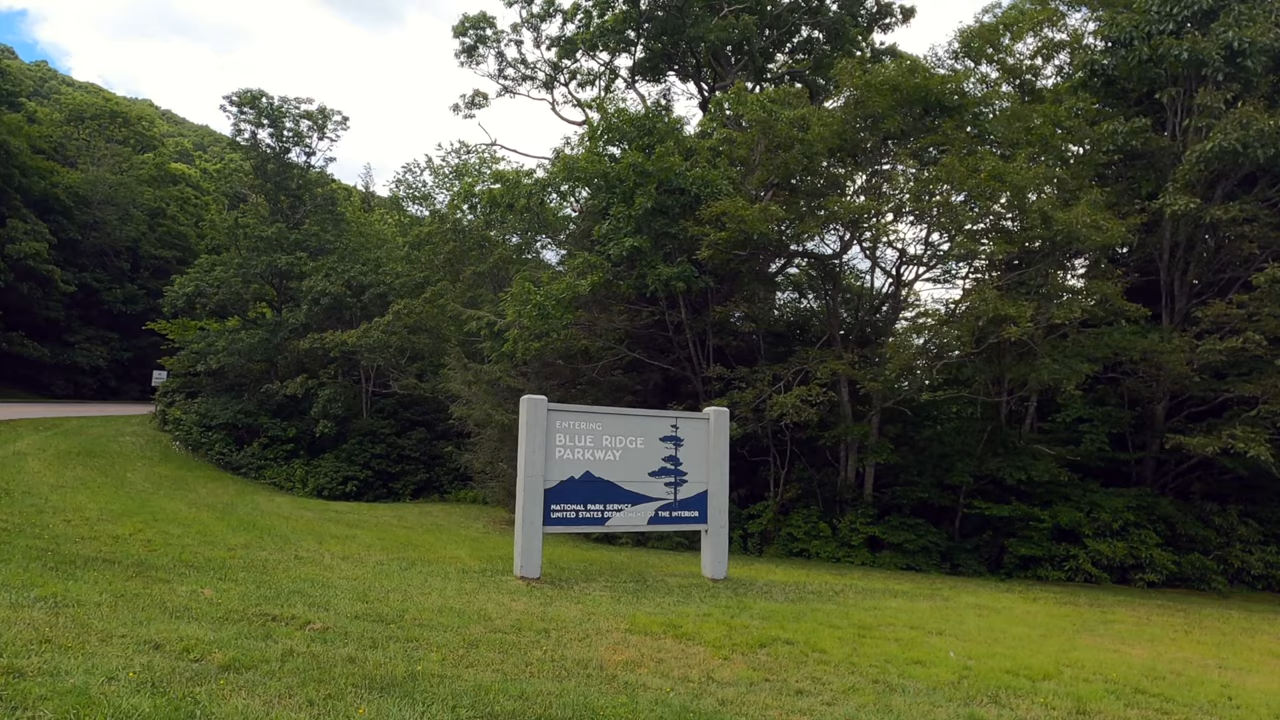 ENTERING
BLUE RIDGE
PARKWAY
NATIONAL PARK SERVICE
UNITED STATES DEPARTMENT OF THE INTERIOR